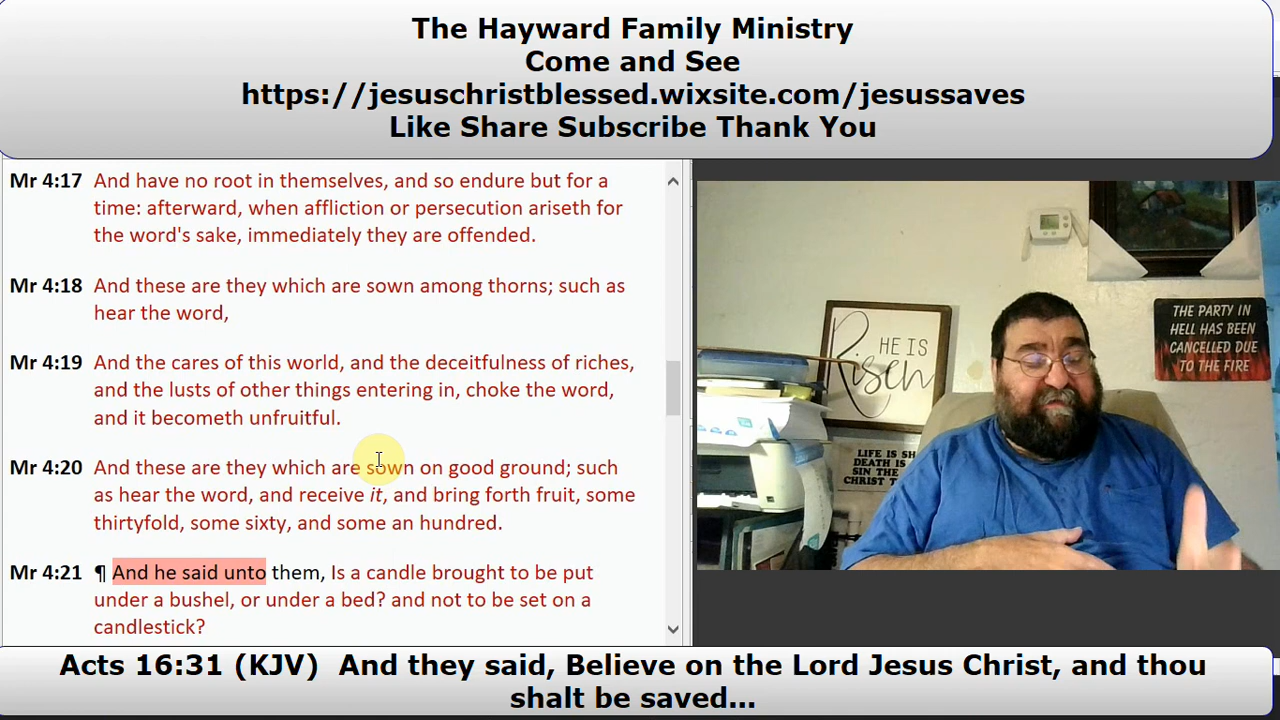 The Hayward Family Ministry
Come and See
https://jesuschristblessed.wixsite.com/jesussaves
Like Share Subscribe Thank You
Mr 4:17 And have no root in themselves, and so endure but for a
time: afterward, when affliction or persecution ariseth for
the word's sake, immediately they are offended.
Mr 4:18 And these are they which are sown among thorns; such as
hear the word,
Mr 4:19 And the cares of this world, and the deceitfulness of riches,
and the lusts of other things entering in, choke the word,
and it becometh unfruitful.
Mr 4:20 And these are they which are sown on good ground; such
as hear the word, and receive it, and bring forth fruit, some
thirtyfold, some sixty, and some an hundred.
Mr 4:21 ¶ And he said unto them, Is a candle brought to be put
under a bushel, or under a bed? and not to be set on a
candlestick?
HE IS
Risen
THE PARTY IN
HELL HAS BEEN
CANCELLED DUE
TO THE FIRE
LIFE IS
DEATH IS
SIN THE
CHRIST
Acts 16:31 (KJV) And they said, Believe on the Lord Jesus Christ, and thou
shalt be saved...